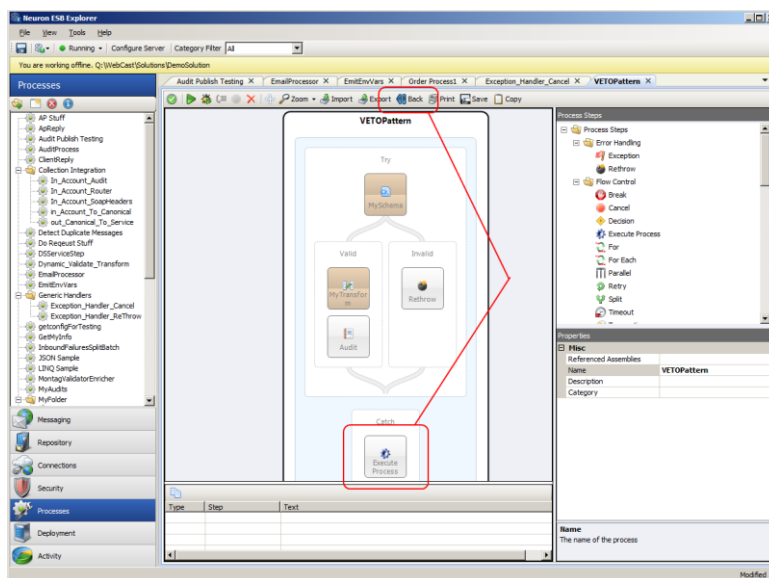 Neuron ESB Explorer
File View Tools Help
Running Configure Server Category Filter All
You are working offline. Q:\WebCast\Solutions\DemoSolution
Processes
AP Stuff
ApReply
Audit Publish Testing
AuditProcess
ClientReply
Collection Integration
In_Account_Audit
In_Account_Router
In_Account_SoapHeaders
in_Account_To_Canonical
out_Canonical_To_Service
Detect Duplicate Messages
Do Reqeust Stuff
DSServiceStep
Dynamic_Validate_Transform
EmailProcessor
EmitEnvVars
Generic Handlers
Exception_Handler_Cancel
Exception_Handler_ReThrow
getconfigForTesting
GetMyInfo
InboundFailuresSplitBatch
JSON Sample
LINQ Sample
MontagValidatorEnricher
MyAudits
MyFolder
Messaging
Repository
Connections
Security
Processes
Deployment
Activity
Audit Publish Testing X EmailProcessor X EmitEnvVars X Order Process1 X Exception_Handler_Cancel X VETOPattern X
Zoom Import Export Back Print Save Copy
VETOPattern
Try
MySchema
Valid Invalid
MyTransfor
m
Rethrow
Audit
Catch
Execute
Process
Type Step Text
Process Steps
Process Steps
Error Handling
Exception
Rethrow
Flow Control
Break
Cancel
Decision
Execute Process
For
For Each
Parallel
Retry
Split
Timeout
Properties
Misc
Referenced Assemblies
Name VETOPattern
Description
Category
Name
The name of the process
Modified